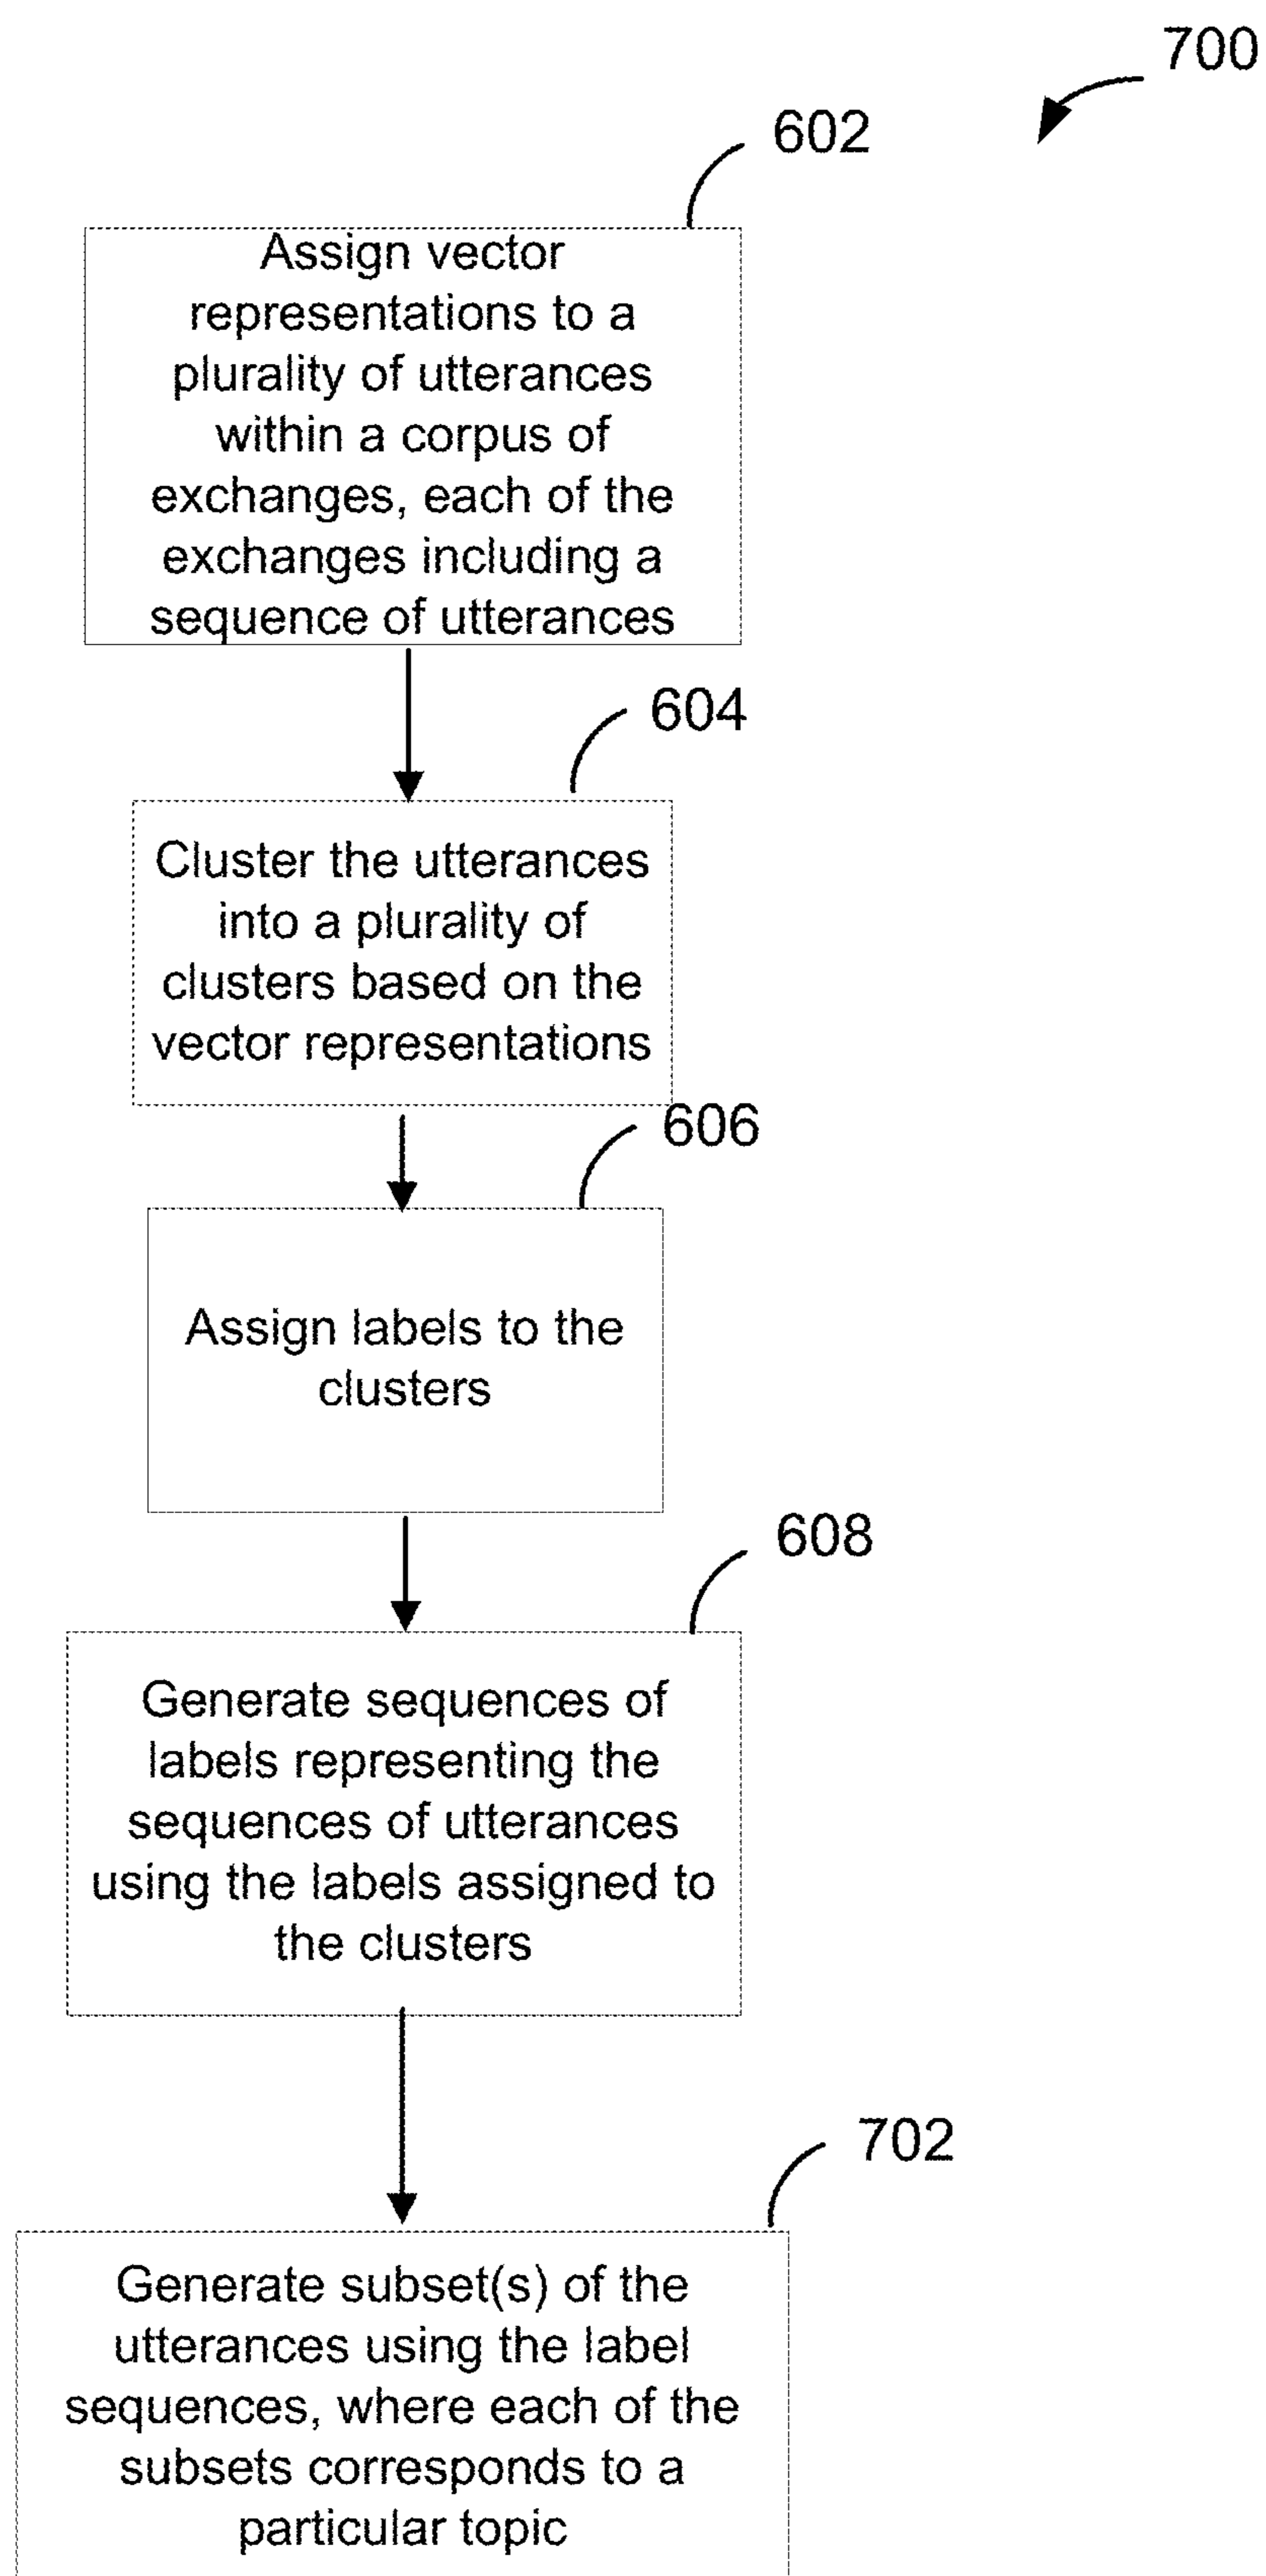 700
602
Assign vector
representations to a
plurality of utterances
within a corpus of
exchanges, each of the
exchanges including a
sequence of utterances
604
Cluster the utterances
into a plurality of
clusters based on the
vector representations
606
Assign labels to the
clusters
608
Generate sequences of
labels representing the
sequences of utterances
using the labels assigned to
the clusters
702
Generate subset(s) of the
utterances using the label
sequences, where each of the
subsets corresponds to a
particular topic